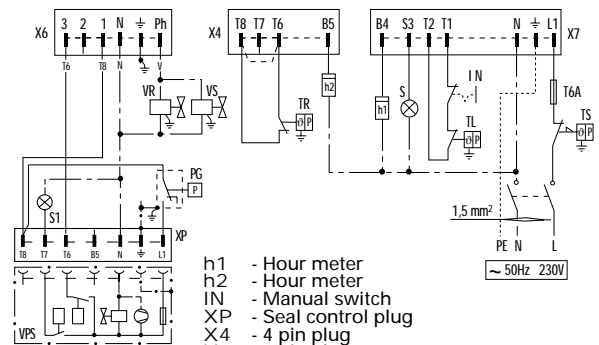 3 2 1 N Ph
X6
T6 T8 N V
T8 T7 T6 B5
X4
B4 S3 T2 T1 N L1
X7
VR VS
h2
TR
ϑ P
h1
S
IN
TL
ϑ P
T6A
TS
ϑ P
PG
P
S1
XP
T8 T7 T6 B5 N L1
VPS
1,5 mm²
PE N L
~ 50Hz 230V
h1 - Hour meter
h2 - Hour meter
IN - Manual switch
XP - Seal control plug
X4 - 4 pin plug